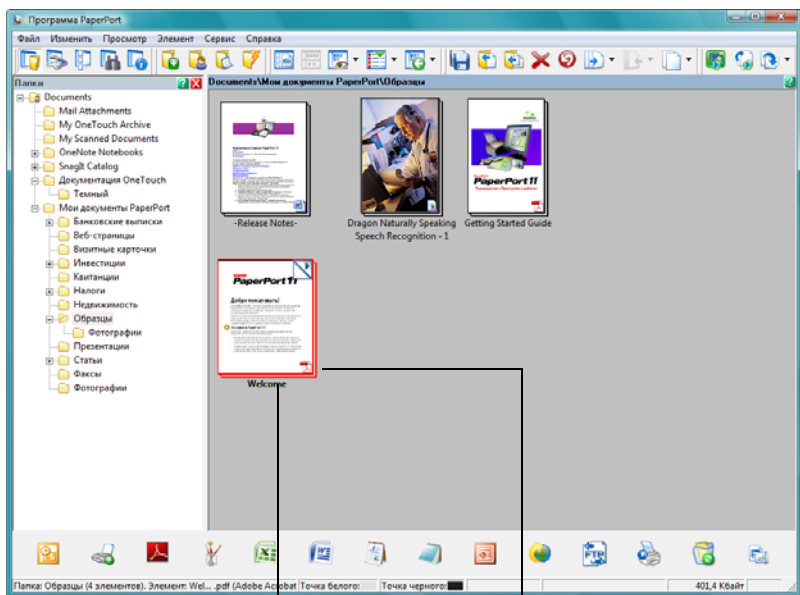 Программа PaperPort
Файл Изменить Просмотр Элемент Сервис Справка
Папки
Documents\Мои документы PaperPort\Образцы
Documents
Mail Attachments
My OneTouch Archive
My Scanned Documents
OneNote Notebooks
SnagIt Catalog
Документация OneTouch
Темный
Мои документы PaperPort
Банковские выписки
Веб-страницы
Визитные карточки
Инвестиции
Квитанции
Налоги
Недвижимость
Образцы
Фотографии
Презентации
Статьи
Факсы
Фотографии
-Release Notes-
Dragon Naturally Speaking
Speech Recognition - 1
PaperPort 11
Getting Started Guide
PaperPort 11
Добро пожаловать!
Welcome
FTP
Папка: Образцы (4 элементов). Элемент: Wel... .pdf (Adobe Acrobat Точка белого: Точка черного: 401,4 Кбайт